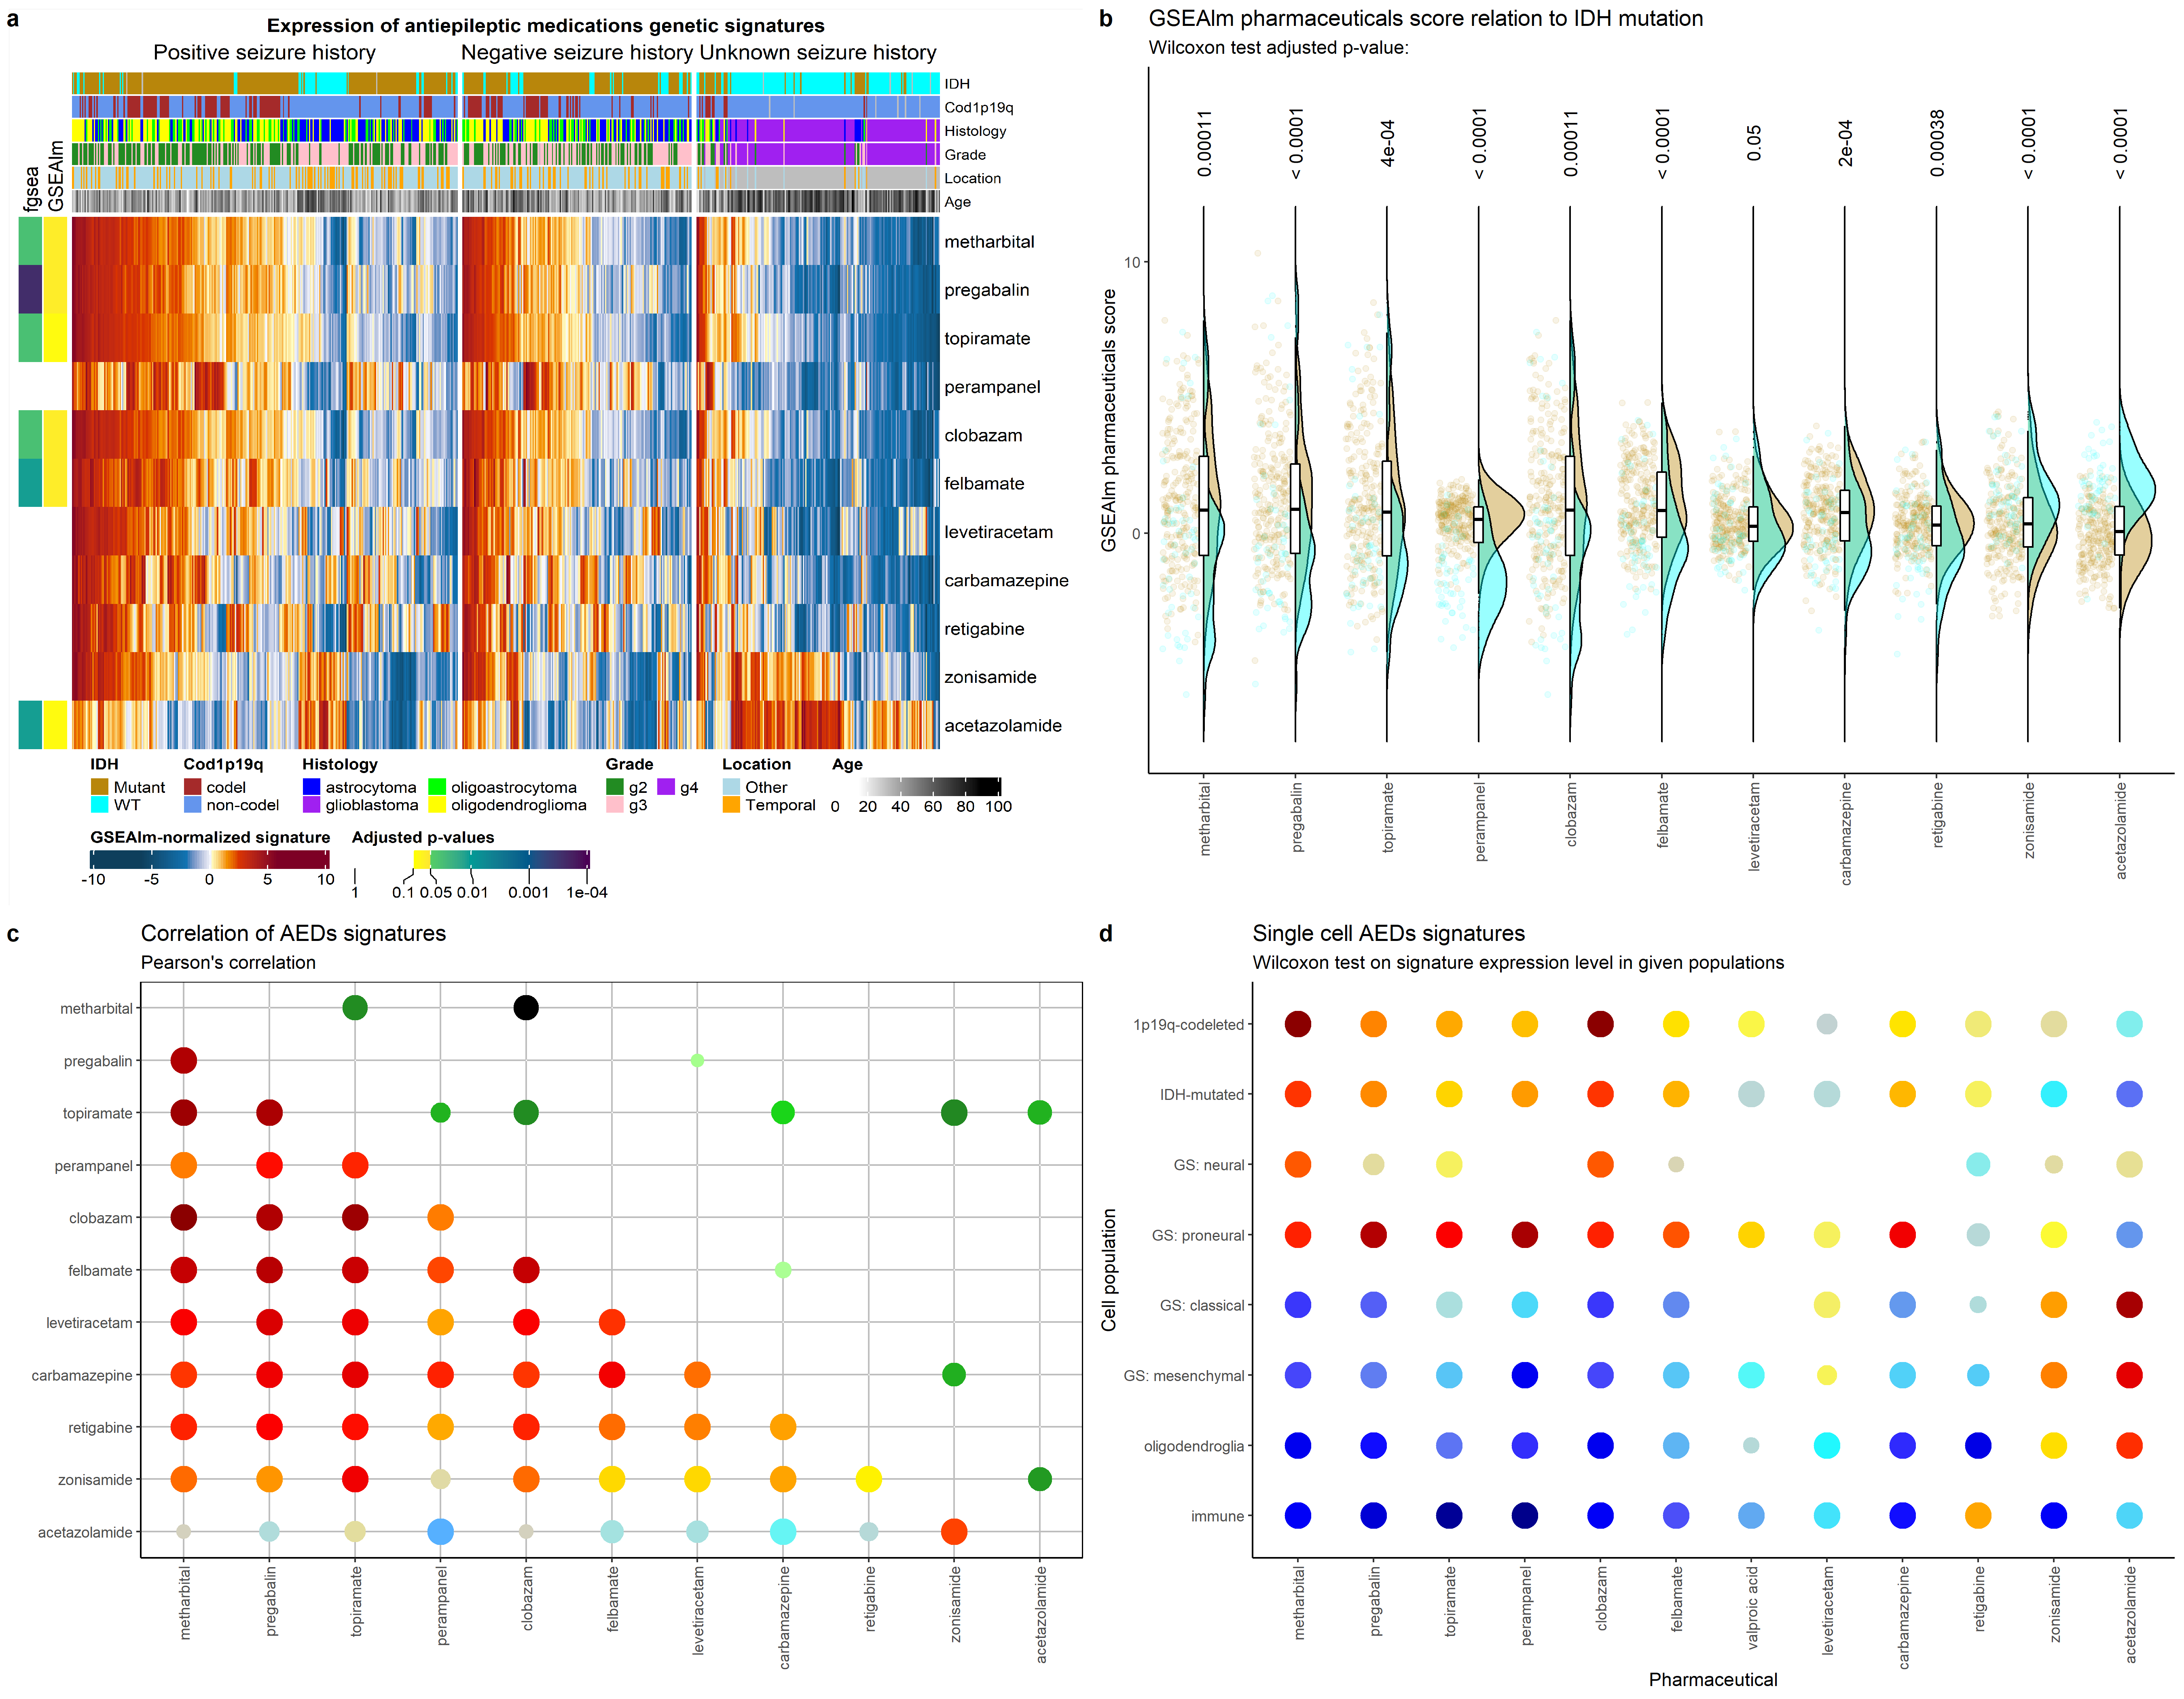 a
Expression of antiepileptic medications genetic signatures
Positive seizure history
Negative seizure history
Unknown seizure history
IDH
Cod1p19q
Histology
Grade
Location
Age
fgsea
GSEAlm
metharbital
pregabalin
topiramate
perampanel
clobazam
felbamate
levetiracetam
carbamazepine
retigabine
zonisamide
acetazolamide
IDH
Mutant
WT
Cod1p19q
codel
non-codel
Histology
astrocytoma
glioblastoma
oligoastrocytoma
oligodendroglioma
Grade
g2
g3
g4
Location
Other
Temporal
Age
0 20 40 60 80 100
GSEAlm-normalized signature
-10 -5 0 5 10
Adjusted p-values
1 0.1 0.05 0.01 0.001 1e-04
b
GSEAlm pharmaceuticals score relation to IDH mutation
Wilcoxon test adjusted p-value:
0.00011
< 0.0001
4e-04
< 0.0001
0.00011
< 0.0001
0.05
2e-04
0.00038
< 0.0001
< 0.0001
GSEAlm pharmaceuticals score
10
0
metharbital
pregabalin
topiramate
perampanel
clobazam
felbamate
levetiracetam
carbamazepine
retigabine
zonisamide
acetazolamide
c
Correlation of AEDs signatures
Pearson's correlation
metharbital
pregabalin
topiramate
perampanel
clobazam
felbamate
levetiracetam
carbamazepine
retigabine
zonisamide
acetazolamide
metharbital
pregabalin
topiramate
perampanel
clobazam
felbamate
levetiracetam
carbamazepine
retigabine
zonisamide
acetazolamide
d
Single cell AEDs signatures
Wilcoxon test on signature expression level in given populations
Cell population
1p19q-codeleted
IDH-mutated
GS: neural
GS: proneural
GS: classical
GS: mesenchymal
oligodendroglia
immune
metharbital
pregabalin
topiramate
perampanel
clobazam
felbamate
valproic acid
levetiracetam
carbamazepine
retigabine
zonisamide
acetazolamide
Pharmaceutical